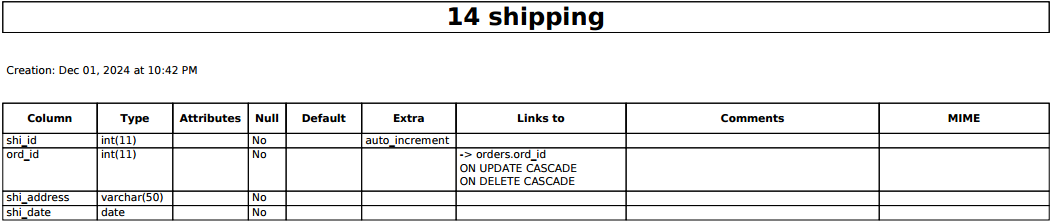 14 shipping
Creation: Dec 01, 2024 at 10:42 PM
Column Type Attributes Null Default Extra Links to Comments MIME
shi_id int(11) No auto_increment
ord_id int(11) No -> orders.ord_id
ON UPDATE CASCADE
ON DELETE CASCADE
shi_address varchar(50) No
shi_date date No